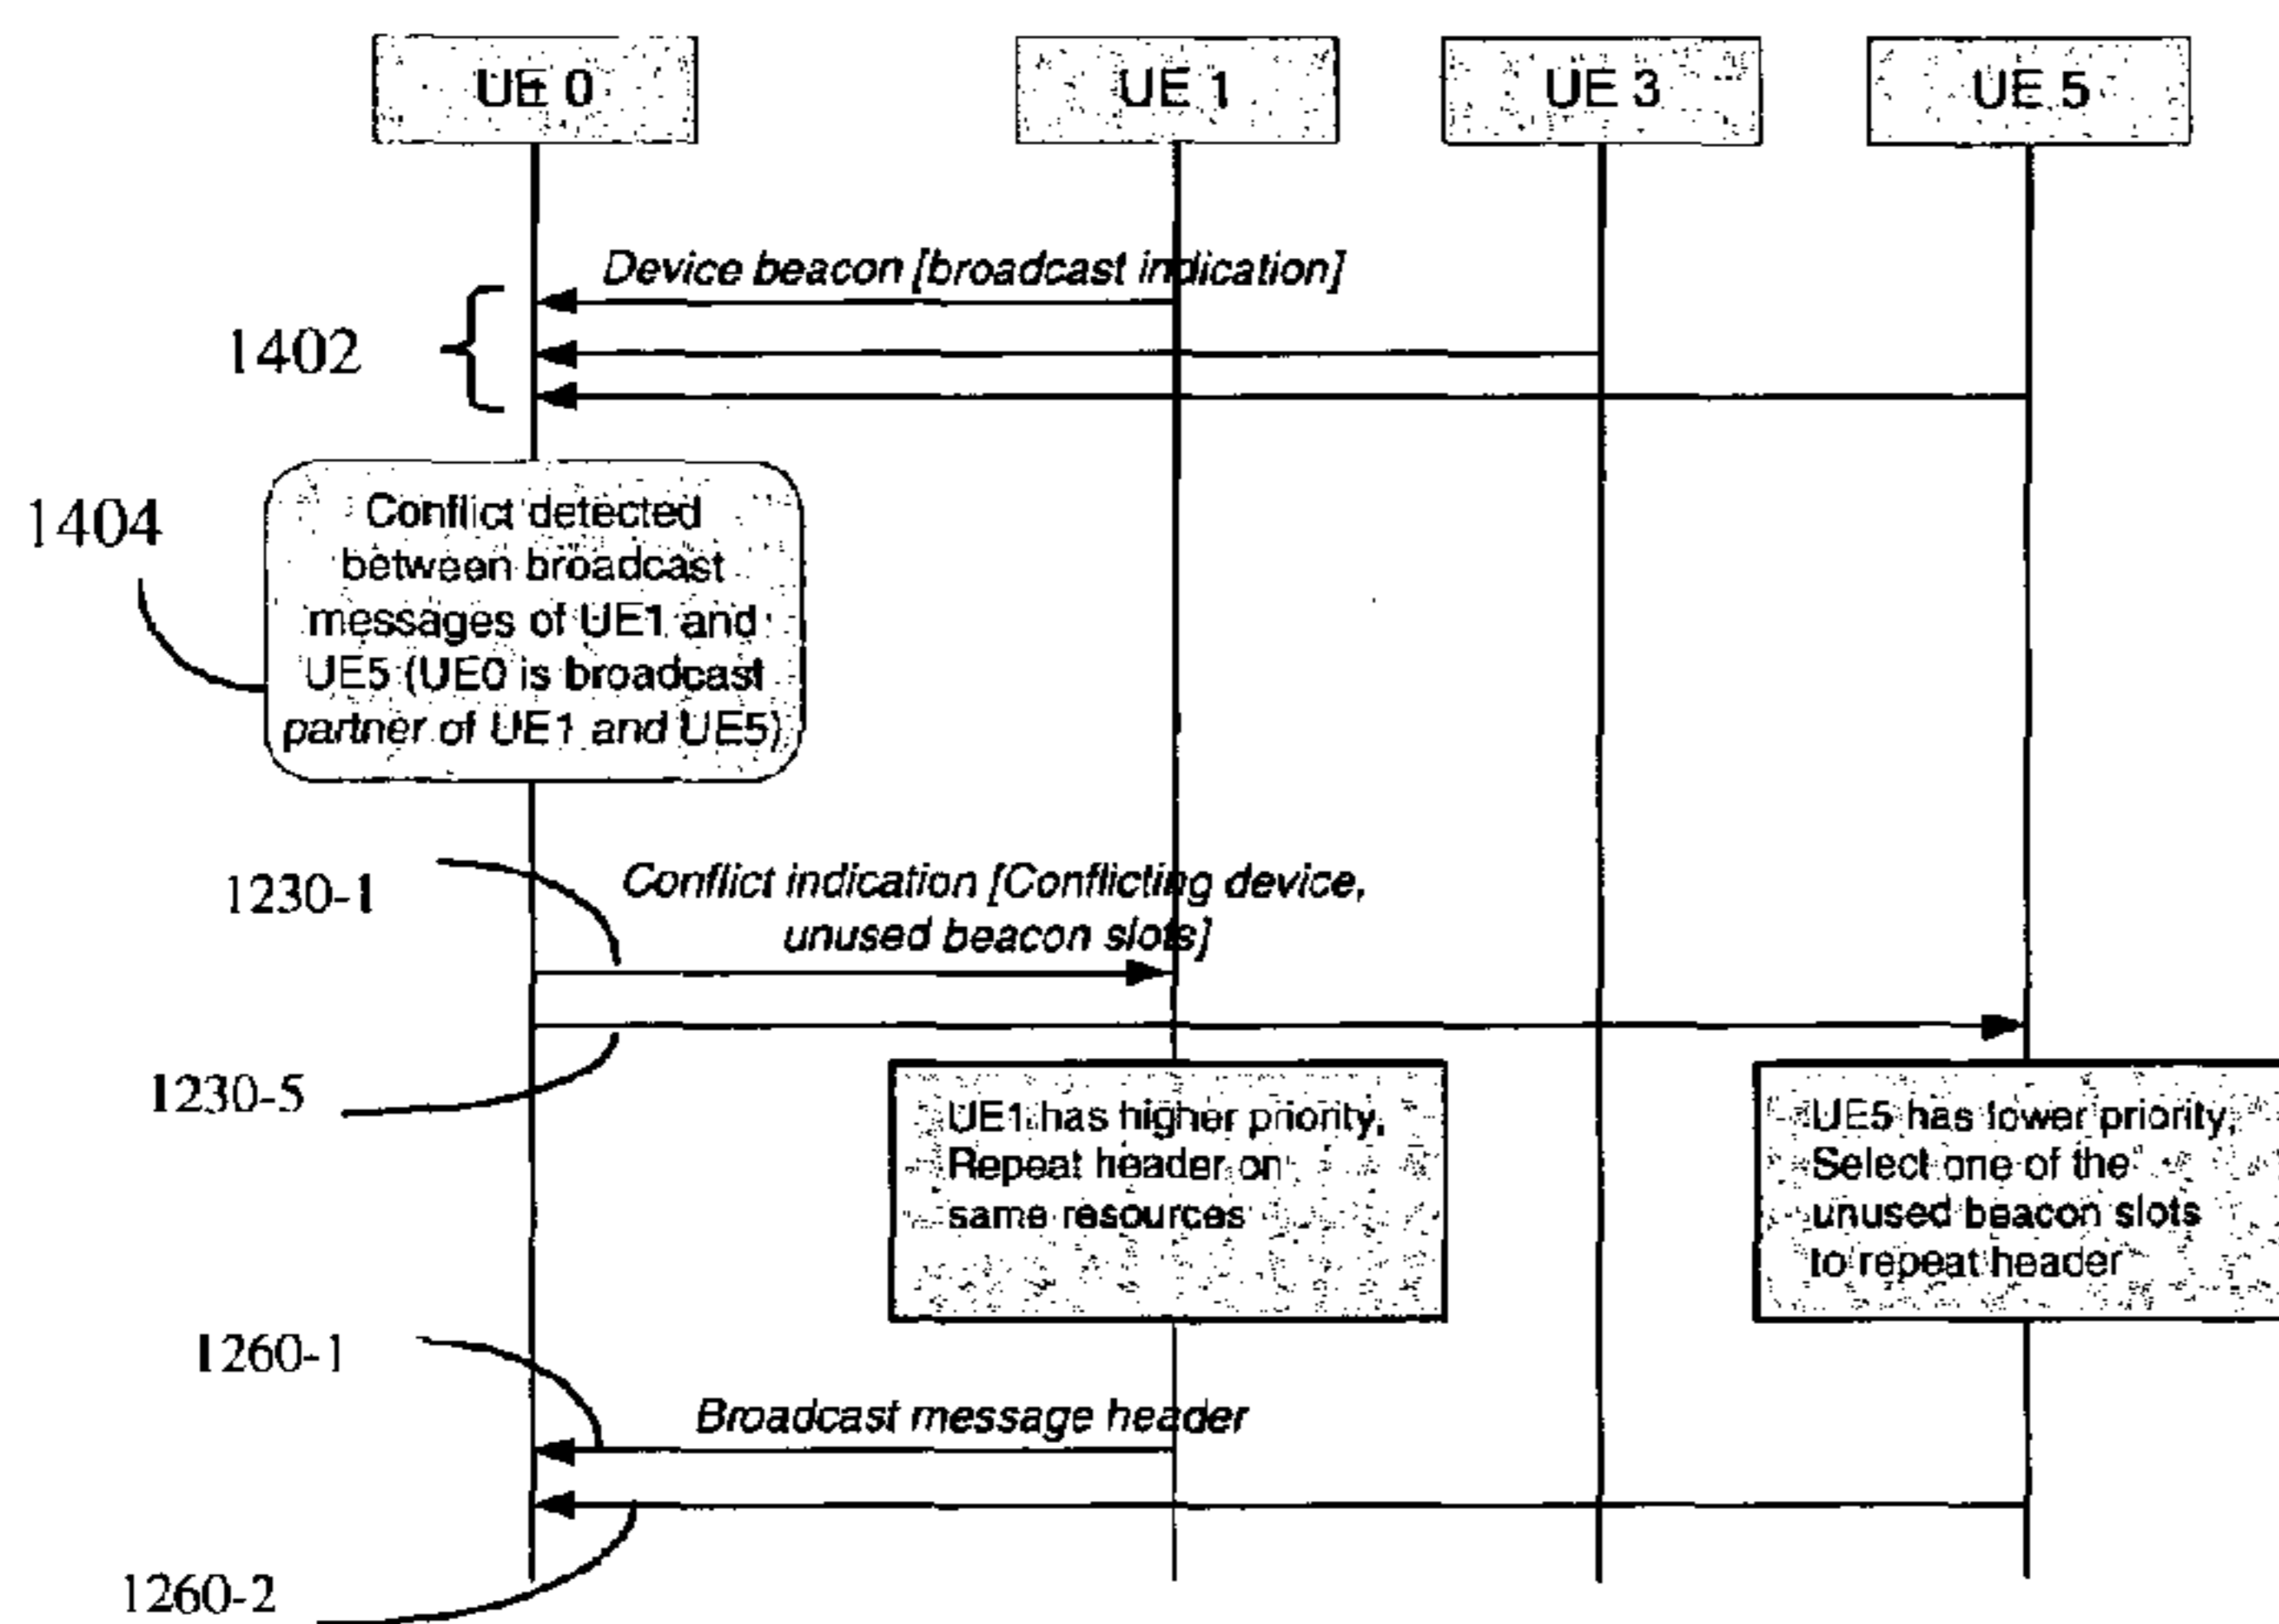 UE 0
UE 1
UE 3
UE 5
Device beacon [broadcast indication]
1402
1404
Conflict detected
between broadcast
messages of UE1 and
UE5 (UE0 is broadcast
partner of UE1 and UE5)
1230-1
Conflict indication [Conflicting device,
unused beacon slots]
1230-5
UE1 has higher priority,
Repeat header on
same resources
UE5 has lower priority,
Select one of the
unused beacon slots
to repeat header
1260-1
Broadcast message header
1260-2